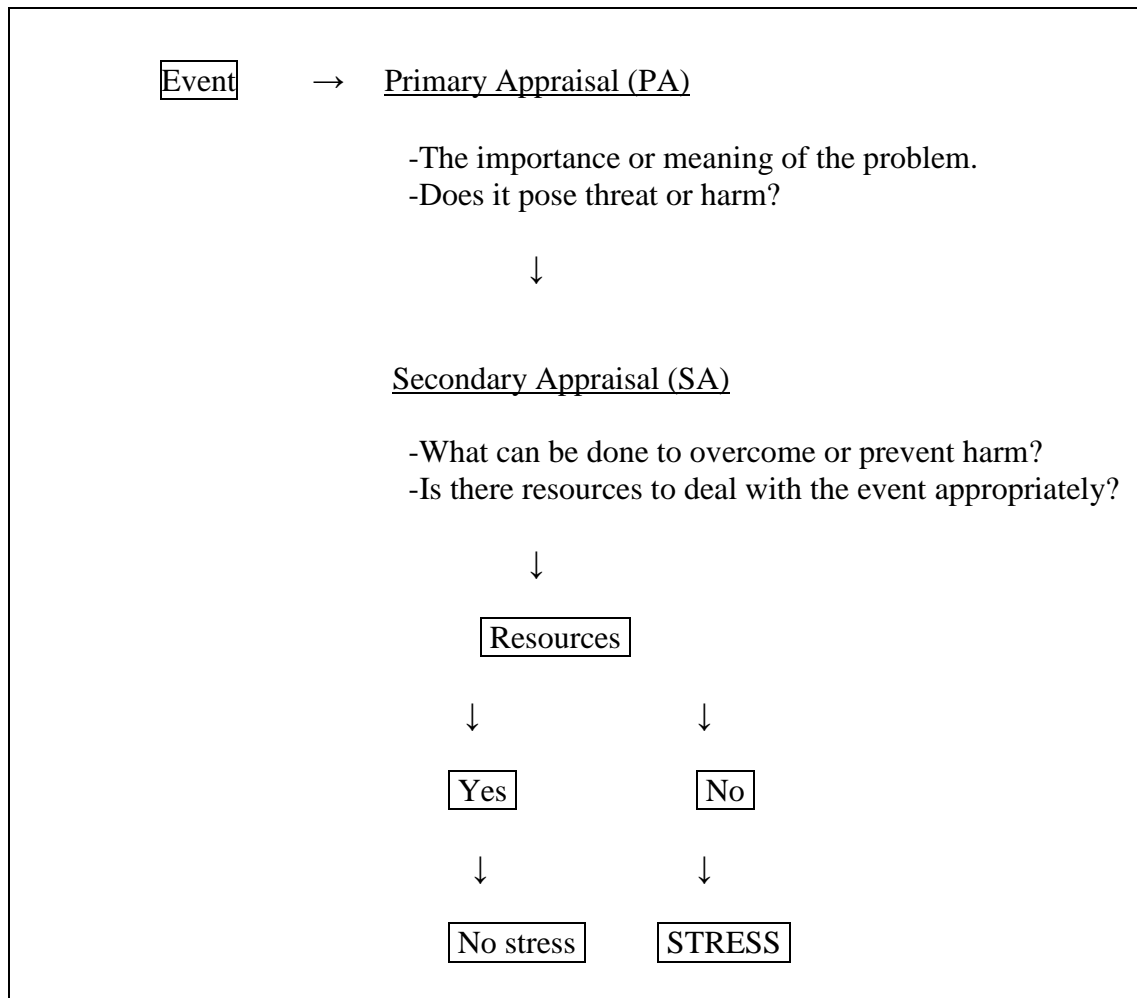 Event → Primary Appraisal (PA)
-The importance or meaning of the problem.
-Does it pose threat or harm?
↓
Secondary Appraisal (SA)
-What can be done to overcome or prevent harm?
-Is there resources to deal with the event appropriately?
↓
Resources
↓ ↓
Yes No
↓ ↓
No stress STRESS